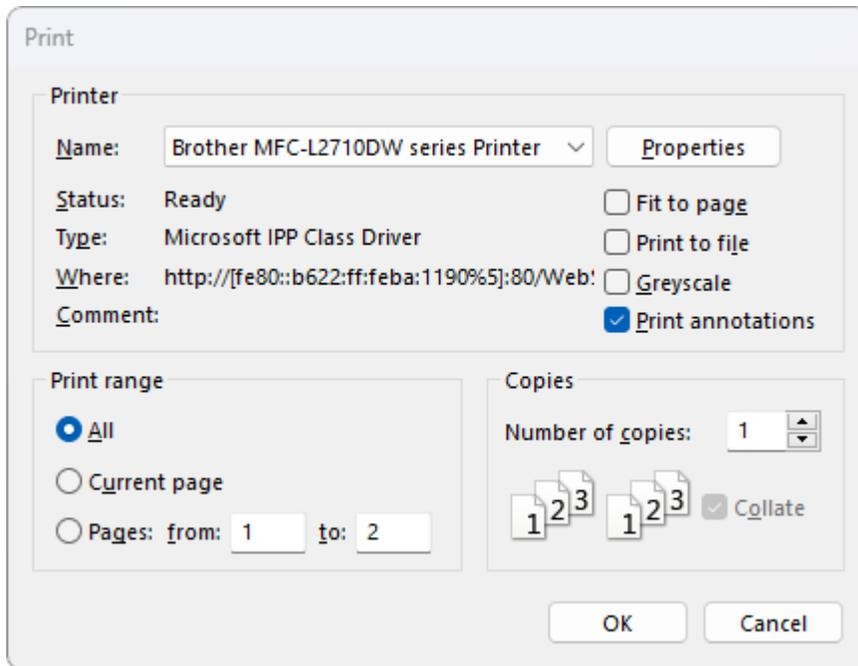 Print
Printer
Name: Brother MFC-L2710DW series Printer Properties
Status: Ready
Fit to page
Type: Microsoft IPP Class Driver
Print to file
Where: http://[fe80::b622:ff:feba:1190%5]:80/WebS
Greyscale
Comment:
Print annotations
Print range
All
Current page
Pages: from: 1 to: 2
Copies
Number of copies: 1
1 2 3 1 2 3 Collate
OK Cancel